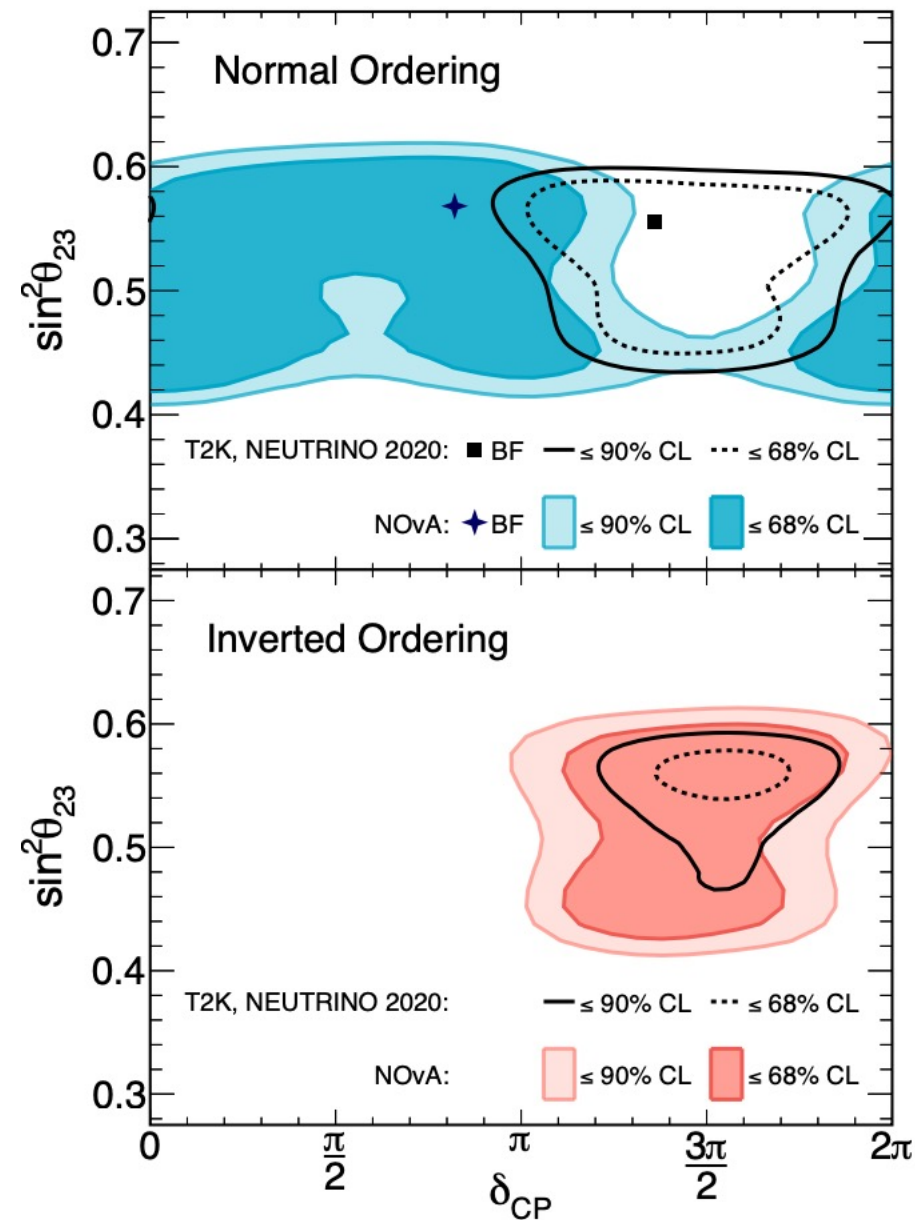 0.7
Normal Ordering
0.6
sin²θ₂₃
0.5
0.4
T2K, NEUTRINO 2020: BF ≤ 90% CL ≤ 68% CL
NOvA: BF ≤ 90% CL ≤ 68% CL
0.3
0.7
Inverted Ordering
0.6
sin²θ₂₃
0.5
0.4
T2K, NEUTRINO 2020: ≤ 90% CL ≤ 68% CL
NOvA: ≤ 90% CL ≤ 68% CL
0.3
0 π/2 π 3π/2 2π
δCP